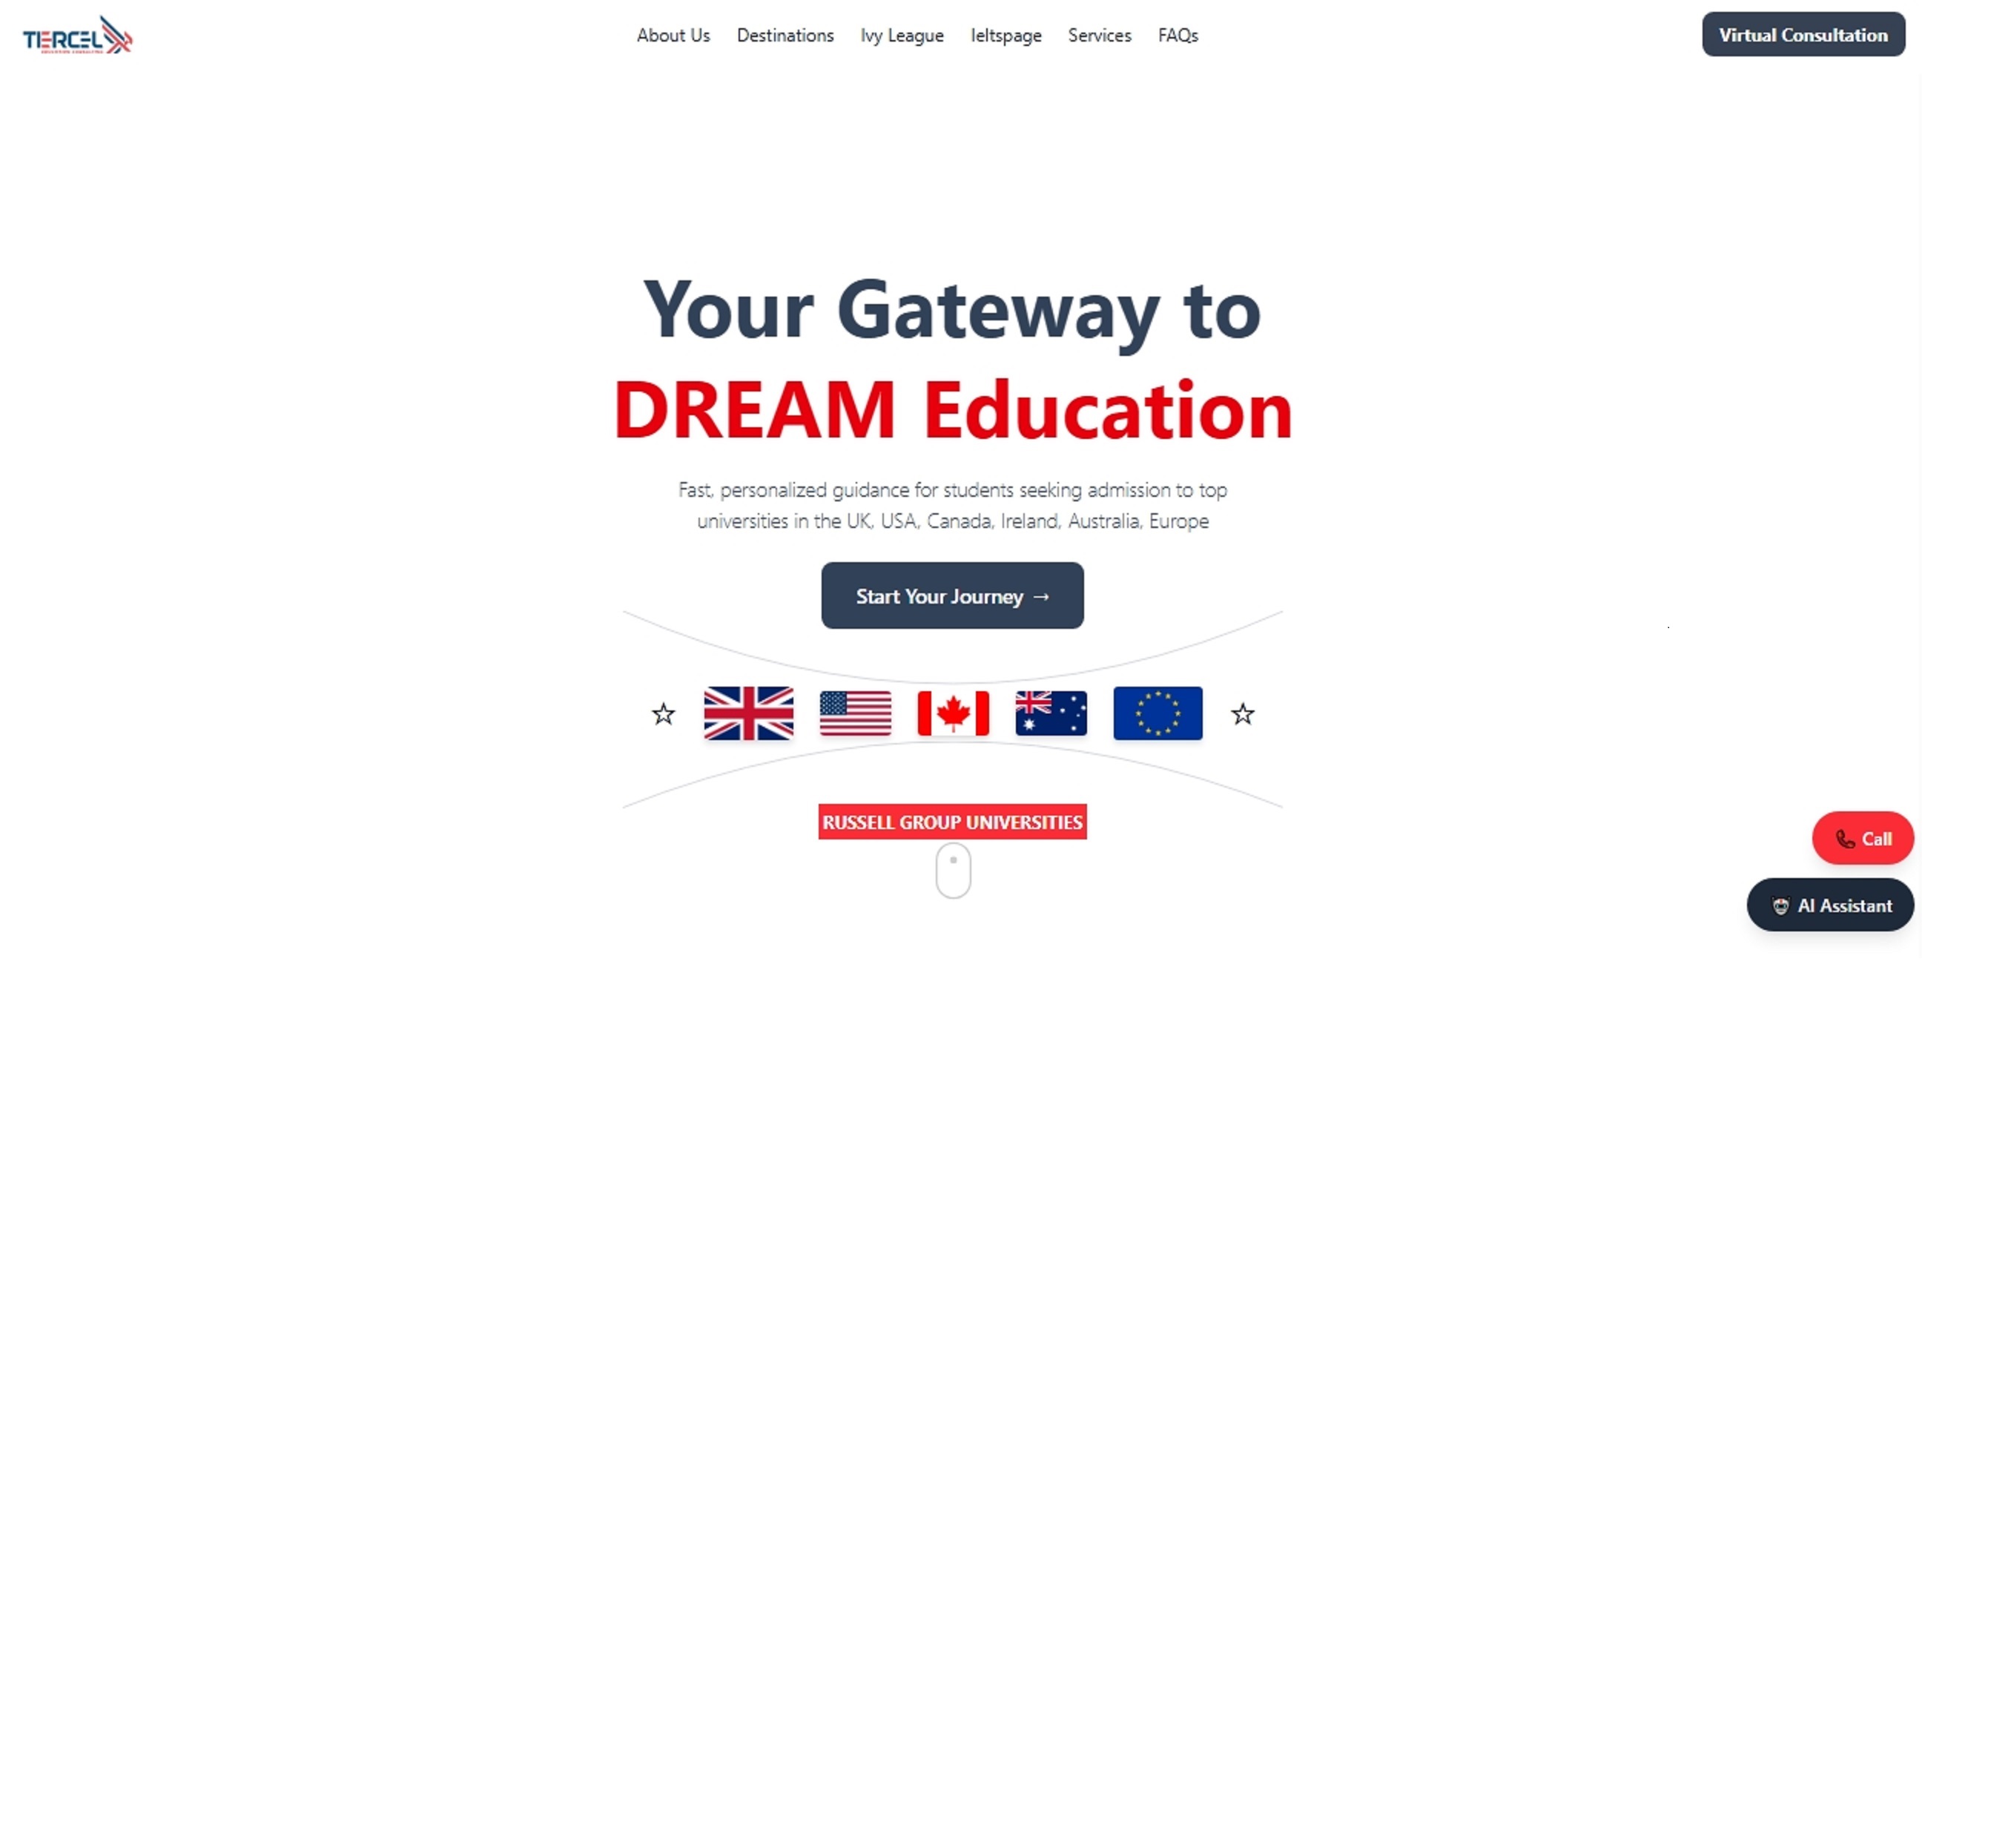 TIERCEL
EDUCATION CONSULTING
About Us
Destinations
Ivy League
Ieltspage
Services
FAQs
Virtual Consultation
Your Gateway to
DREAM Education
Fast, personalized guidance for students seeking admission to top
universities in the UK, USA, Canada, Ireland, Australia, Europe
Start Your Journey →
RUSSELL GROUP UNIVERSITIES
Call
AI Assistant